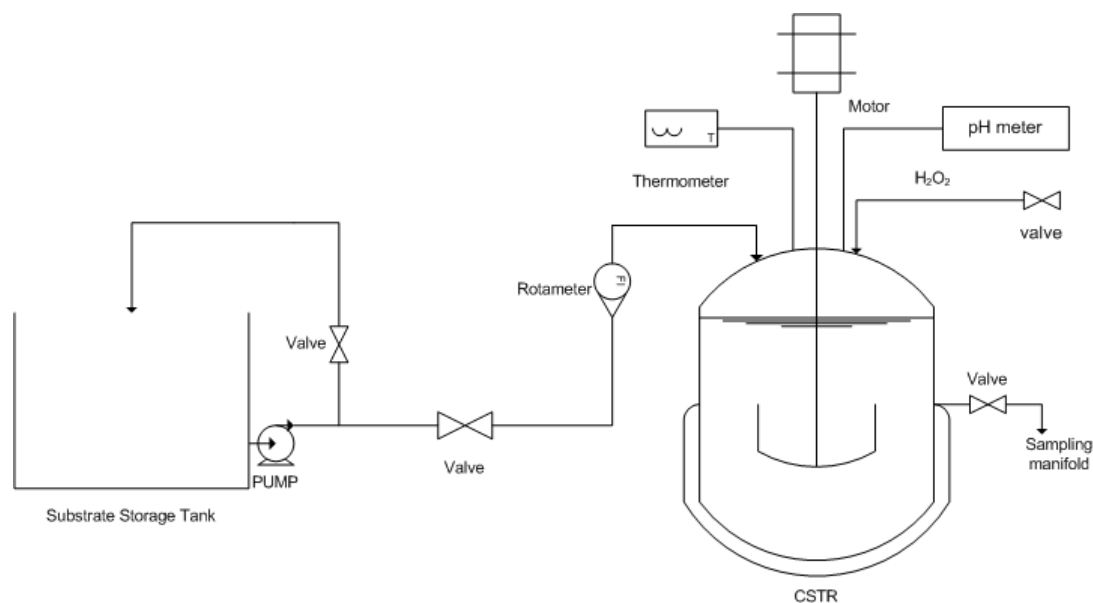 Motor
pH meter
T
Thermometer
H₂O₂
valve
Rotameter
FI
Valve
Valve
Valve
Sampling
manifold
PUMP
Substrate Storage Tank
CSTR